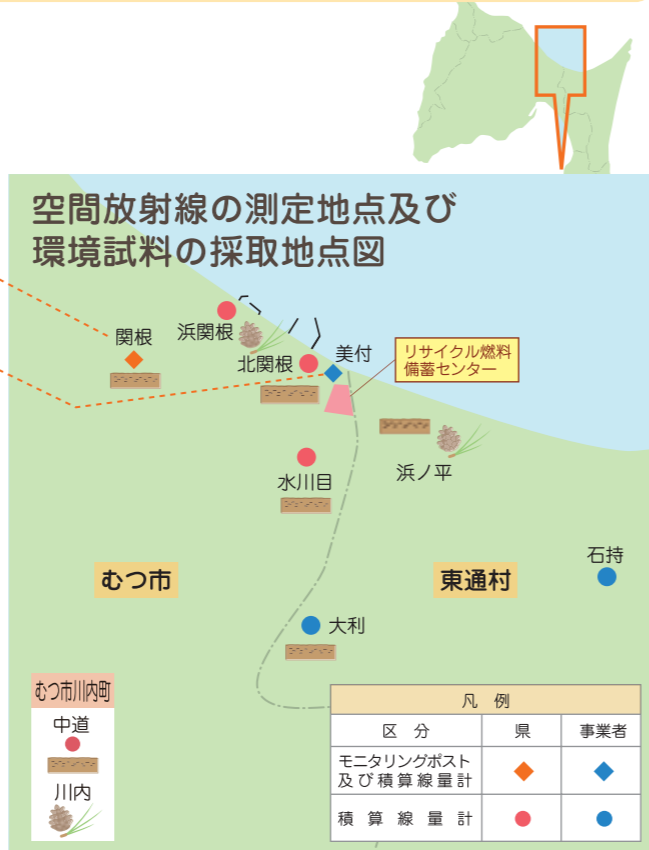 空間放射線の測定地点及び
環境試料の採取地点図
関根
浜関根
北関根
美付
リサイクル燃料
備蓄センター
水川目
浜ノ平
石持
むつ市
東通村
大利
むつ市川内町
中道
川内
凡 例
区 分 県 事業者
モニタリングポスト
及び積算線量計
積算線量計